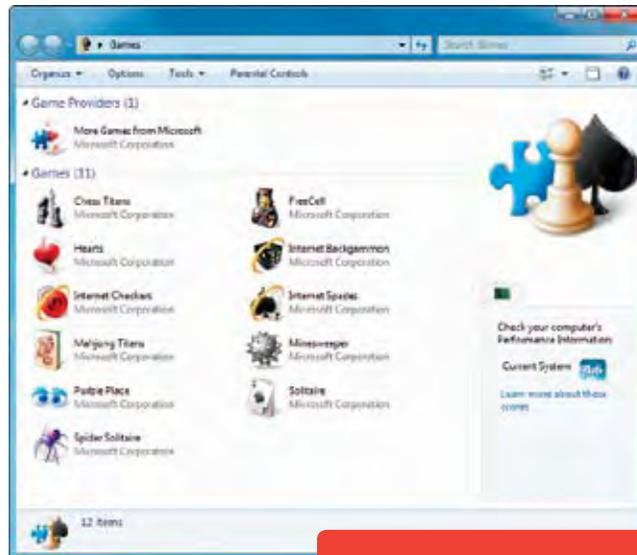 Games
Search Games
Organize Options Tools Parental Controls
Game Providers (1)
More Games from Microsoft
Microsoft Corporation
Games (11)
Chess Titans
Microsoft Corporation
FreeCell
Microsoft Corporation
Hearts
Microsoft Corporation
Internet Backgammon
Microsoft Corporation
Internet Checkers
Microsoft Corporation
Internet Spades
Microsoft Corporation
Mahjong Titans
Microsoft Corporation
Minesweeper
Microsoft Corporation
Purble Place
Microsoft Corporation
Solitaire
Microsoft Corporation
Spider Solitaire
Microsoft Corporation
Check your computer's
Performance Information
Current System
Learn more about these
scores
12 items